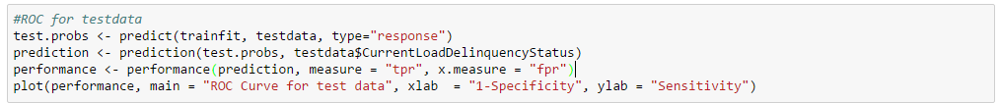 #ROC for testdata
test.probs <- predict(trainfit, testdata, type="response")
prediction <- prediction(test.probs, testdata$CurrentLoadDelinquencyStatus)
performance <- performance(prediction, measure = "tpr", x.measure = "fpr")
plot(performance, main = "ROC Curve for test data", xlab  = "1-Specificity", ylab = "Sensitivity")